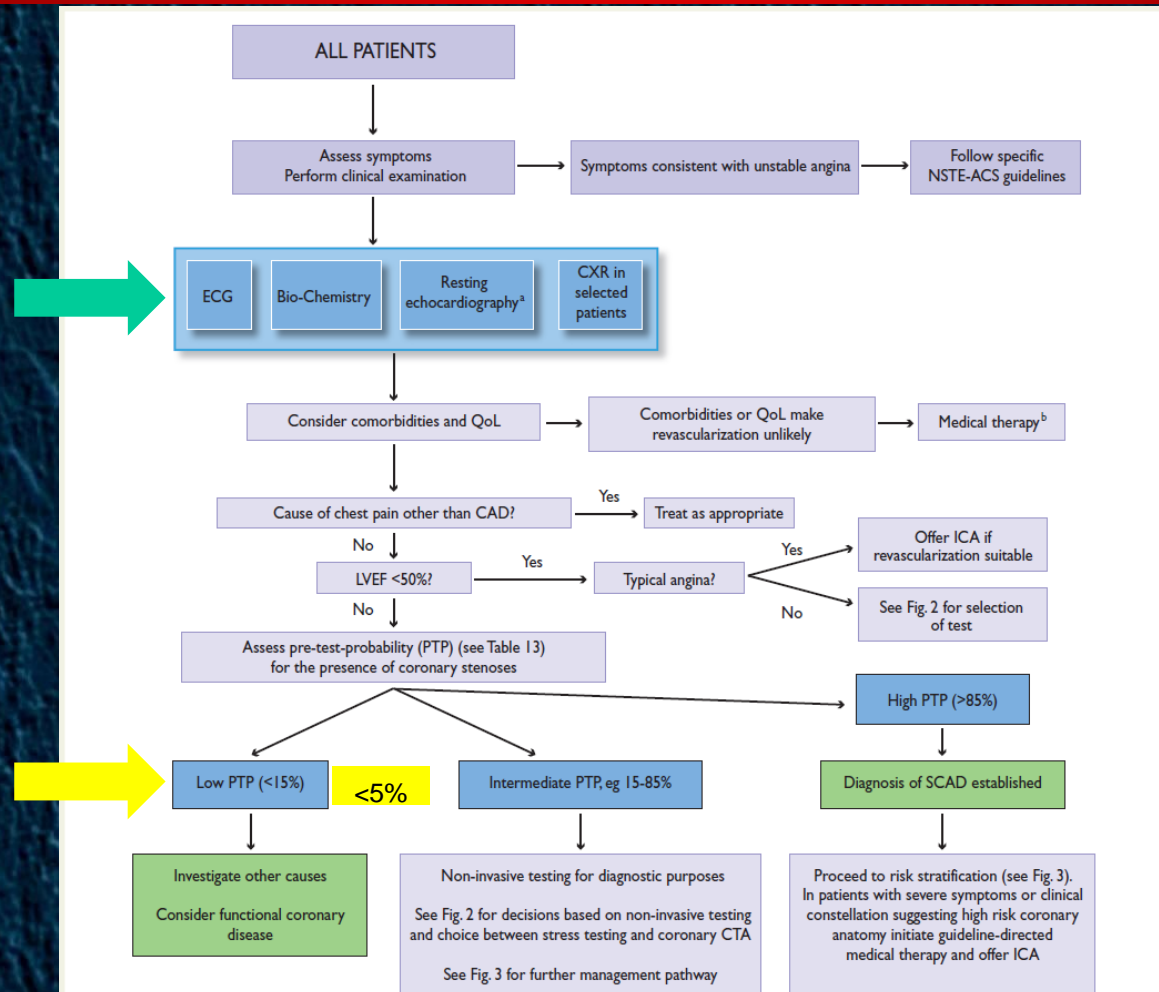 ALL PATIENTS
Assess symptoms
Perform clinical examination
Symptoms consistent with unstable angina
Follow specific
NSTE-ACS guidelines
ECG
Bio-Chemistry
Resting
echocardiographyᵃ
CXR in
selected
patients
Consider comorbidities and QoL
Comorbidities or QoL make
revascularization unlikely
Medical therapyᵇ
Cause of chest pain other than CAD?
Yes
Treat as appropriate
No
LVEF <50%?
Yes
Typical angina?
Yes
Offer ICA if
revascularization suitable
No
See Fig. 2 for selection
of test
No
Assess pre-test-probability (PTP) (see Table 13)
for the presence of coronary stenoses
High PTP (>85%)
Low PTP (<15%)
<5%
Intermediate PTP, eg 15-85%
Diagnosis of SCAD established
Investigate other causes
Consider functional coronary
disease
Non-invasive testing for diagnostic purposes
See Fig. 2 for decisions based on non-invasive testing
and choice between stress testing and coronary CTA
See Fig. 3 for further management pathway
Proceed to risk stratification (see Fig. 3).
In patients with severe symptoms or clinical
constellation suggesting high risk coronary
anatomy initiate guideline-directed
medical therapy and offer ICA